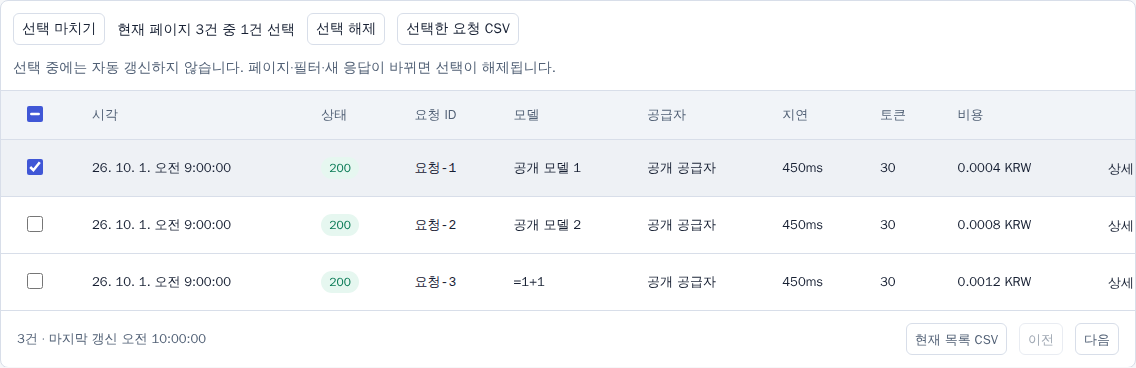 선택 마치기 현재 페이지 3건 중 1건 선택 선택 해제 선택한 요청 CSV
선택 중에는 자동 갱신하지 않습니다. 페이지·필터·새 응답이 바뀌면 선택이 해제됩니다.
시각 상태 요청 ID 모델 공급자 지연 토큰 비용
26. 10. 1. 오전 9:00:00 200 요청-1 공개 모델 1 공개 공급자 450ms 30 0.0004 KRW 상세
26. 10. 1. 오전 9:00:00 200 요청-2 공개 모델 2 공개 공급자 450ms 30 0.0008 KRW 상세
26. 10. 1. 오전 9:00:00 200 요청-3 =1+1 공개 공급자 450ms 30 0.0012 KRW 상세
3건 · 마지막 갱신 오전 10:00:00 현재 목록 CSV 이전 다음